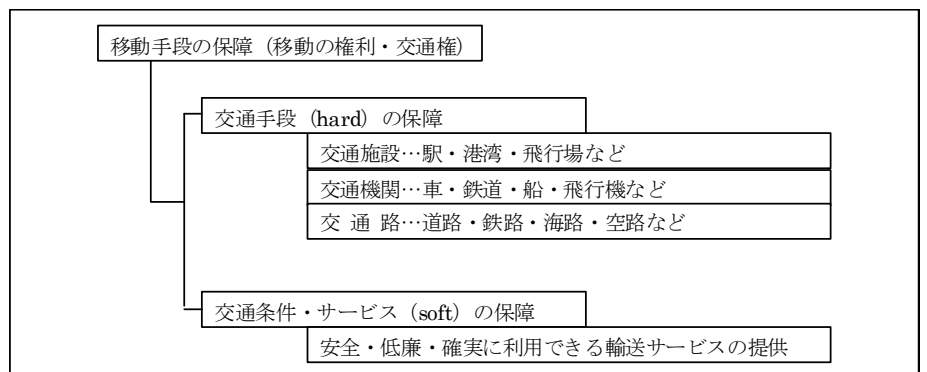 移動手段の保障（移動の権利・交通権）
交通手段（hard）の保障
交通施設…駅・港湾・飛行場など
交通機関…車・鉄道・船・飛行機など
交 通 路…道路・鉄路・海路・空路など
交通条件・サービス（soft）の保障
安全・低廉・確実に利用できる輸送サービスの提供